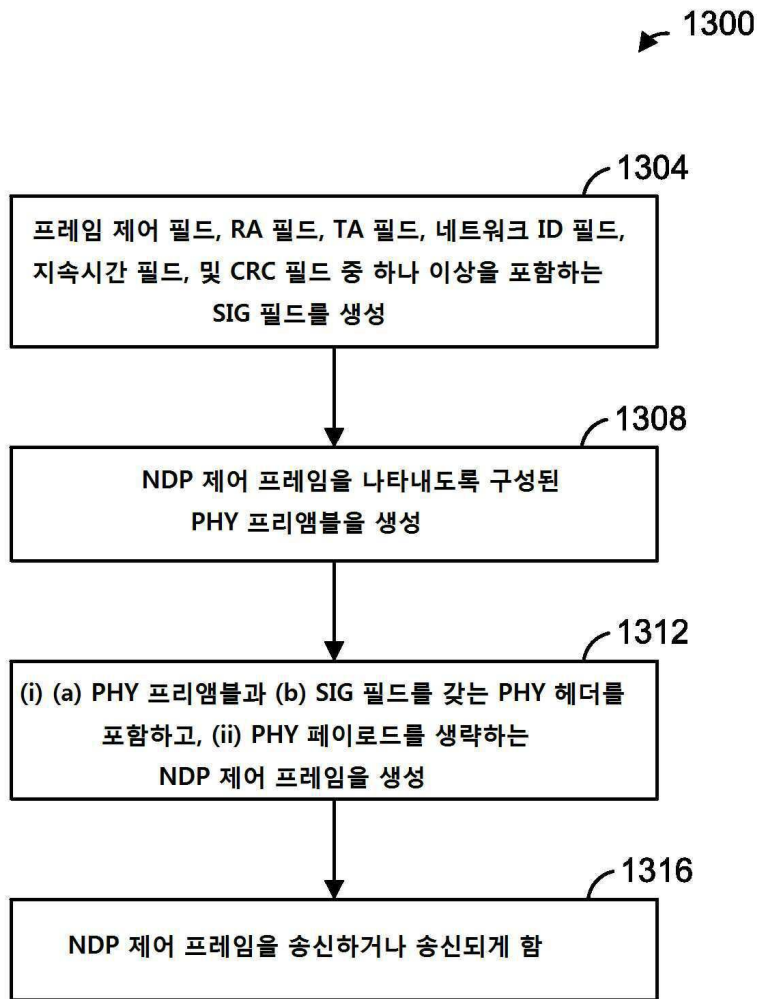 1300
1304
프레임 제어 필드, RA 필드, TA 필드, 네트워크 ID 필드,
지속시간 필드, 및 CRC 필드 중 하나 이상을 포함하는
SIG 필드를 생성
1308
NDP 제어 프레임을 나타내도록 구성된
PHY 프리앰블을 생성
1312
(i) (a) PHY 프리앰블과 (b) SIG 필드를 갖는 PHY 헤더를
포함하고, (ii) PHY 페이로드를 생략하는
NDP 제어 프레임을 생성
1316
NDP 제어 프레임을 송신하거나 송신되게 함